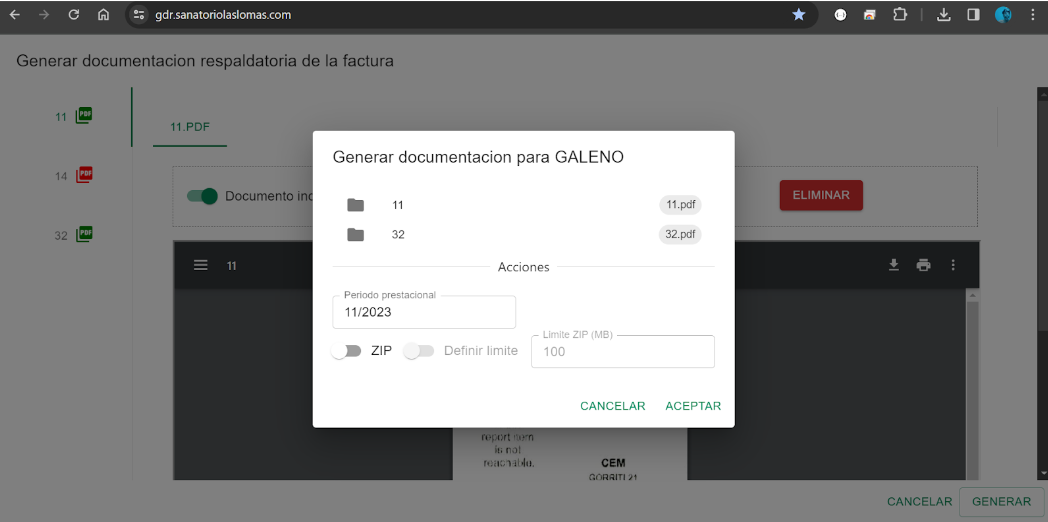 gdr.sanatoriolaslomas.com
Generar documentacion respaldatoria de la factura
11 PDF
11.PDF
14 PDF
Documento inc
ELIMINAR
32 PDF
11
Generar documentacion para GALENO
11 11.pdf
32 32.pdf
Acciones
Periodo prestacional
11/2023
ZIP Definir limite
Limite ZIP (MB)
100
CANCELAR ACEPTAR
report item
is not
reachable.
CEM
GORRITI 21
CANCELAR GENERAR